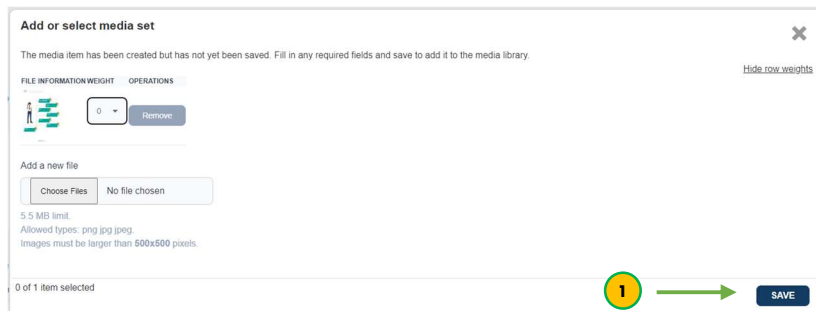 Add or select media set
The media item has been created but has not yet been saved. Fill in any required fields and save to add it to the media library.
Hide row weights
FILE INFORMATION WEIGHT OPERATIONS
0
Remove
Add a new file
Choose Files No file chosen
5.5 MB limit.
Allowed types: png jpg jpeg.
Images must be larger than 500x500 pixels.
0 of 1 item selected
1
SAVE